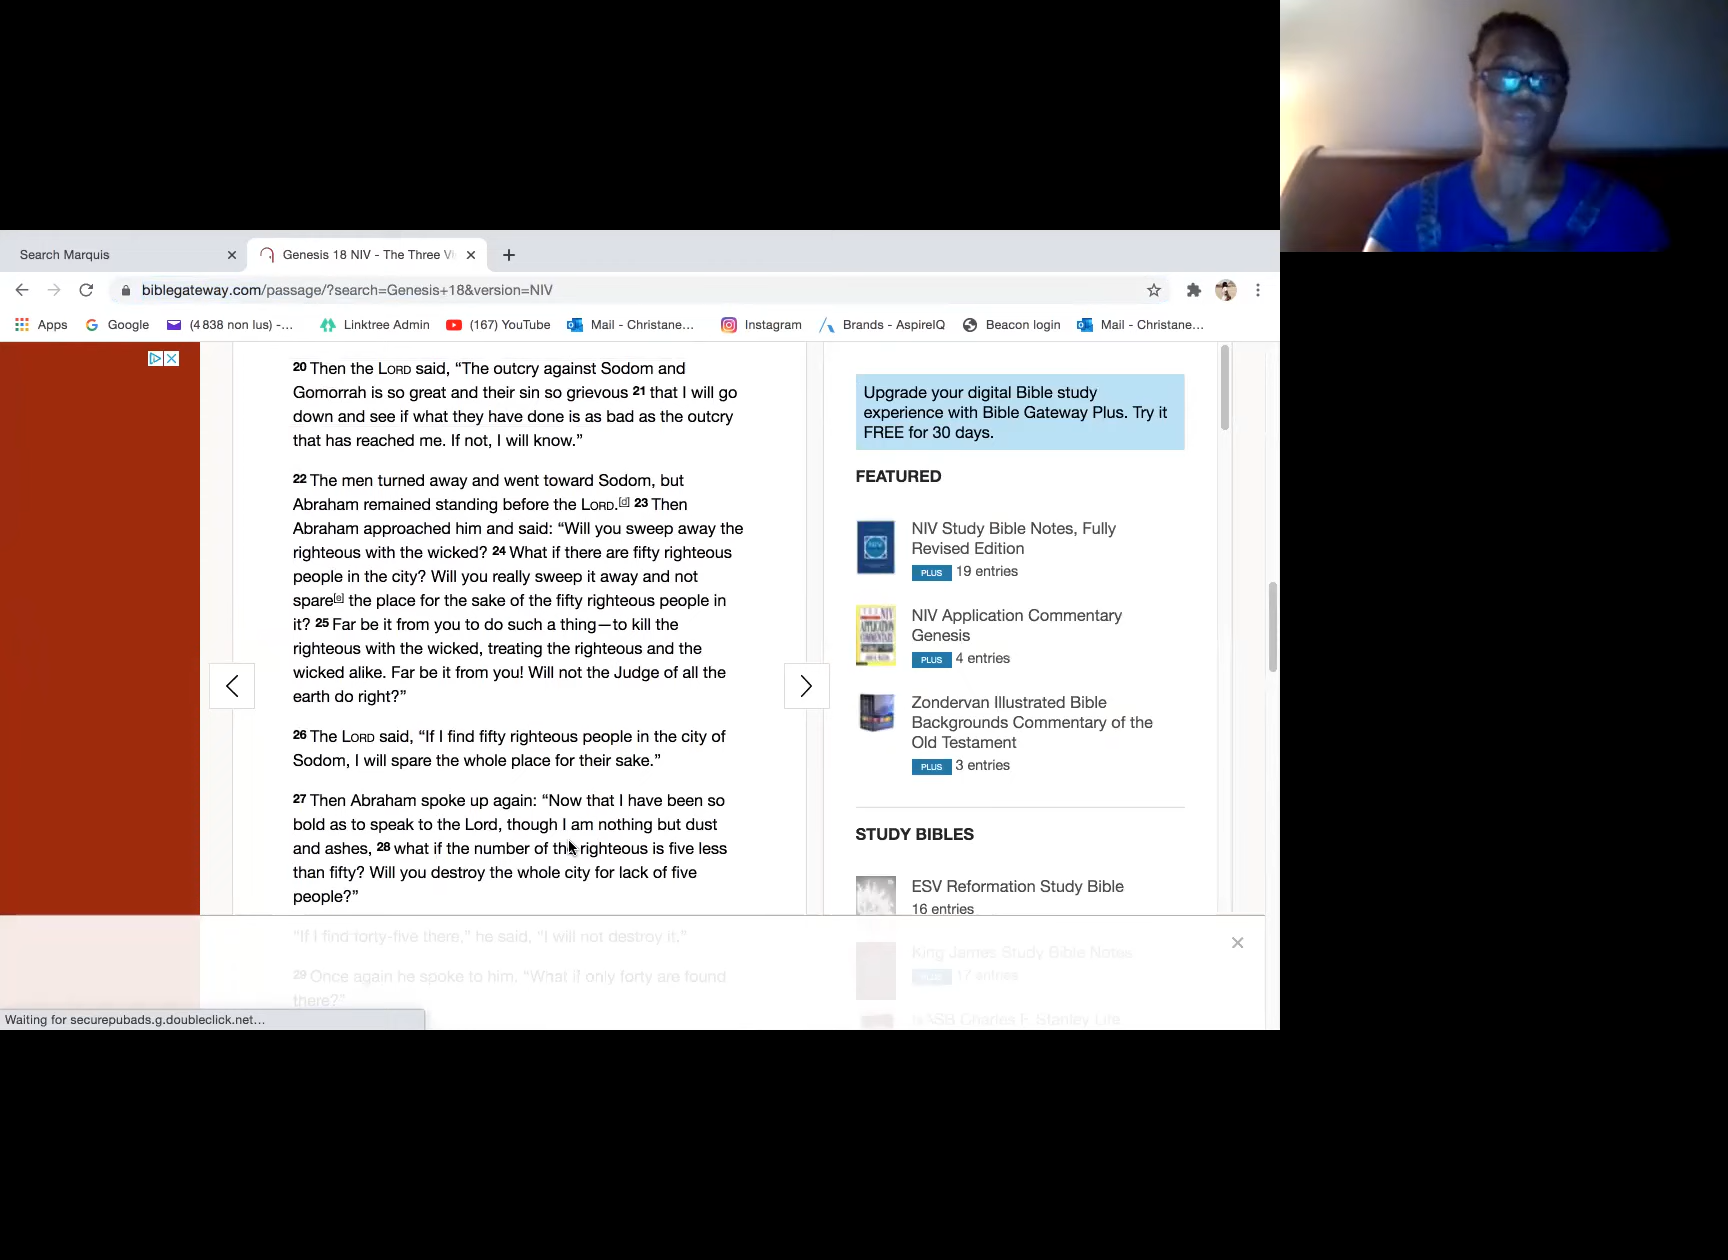 Search Marquis
Genesis 18 NIV - The Three Vi
biblegateway.com/passage/?search=Genesis+18&version=NIV
Apps Google (4 838 non lus) -... Linktree Admin (167) YouTube Mail - Christane... Instagram Brands - AspireIQ Beacon login Mail - Christane...
20 Then the LORD said, “The outcry against Sodom and
Gomorrah is so great and their sin so grievous 21 that I will go
down and see if what they have done is as bad as the outcry
that has reached me. If not, I will know.”
22 The men turned away and went toward Sodom, but
Abraham remained standing before the LORD.[d] 23 Then
Abraham approached him and said: “Will you sweep away the
righteous with the wicked? 24 What if there are fifty righteous
people in the city? Will you really sweep it away and not
spare[e] the place for the sake of the fifty righteous people in
it? 25 Far be it from you to do such a thing—to kill the
righteous with the wicked, treating the righteous and the
wicked alike. Far be it from you! Will not the Judge of all the
earth do right?”
26 The LORD said, “If I find fifty righteous people in the city of
Sodom, I will spare the whole place for their sake.”
27 Then Abraham spoke up again: “Now that I have been so
bold as to speak to the Lord, though I am nothing but dust
and ashes, 28 what if the number of the righteous is five less
than fifty? Will you destroy the whole city for lack of five
people?”
“If I find forty-five there,” he said, “I will not destroy it.”
29 Once again he spoke to him, “What if only forty are found
there?”
Waiting for securepubads.g.doubleclick.net...
Upgrade your digital Bible study
experience with Bible Gateway Plus. Try it
FREE for 30 days.
FEATURED
NIV Study Bible Notes, Fully
Revised Edition
PLUS 19 entries
NIV Application Commentary
Genesis
PLUS 4 entries
Zondervan Illustrated Bible
Backgrounds Commentary of the
Old Testament
PLUS 3 entries
STUDY BIBLES
ESV Reformation Study Bible
16 entries
King James Study Bible Notes
PLUS 17 entries
NASB Charles F. Stanley Life